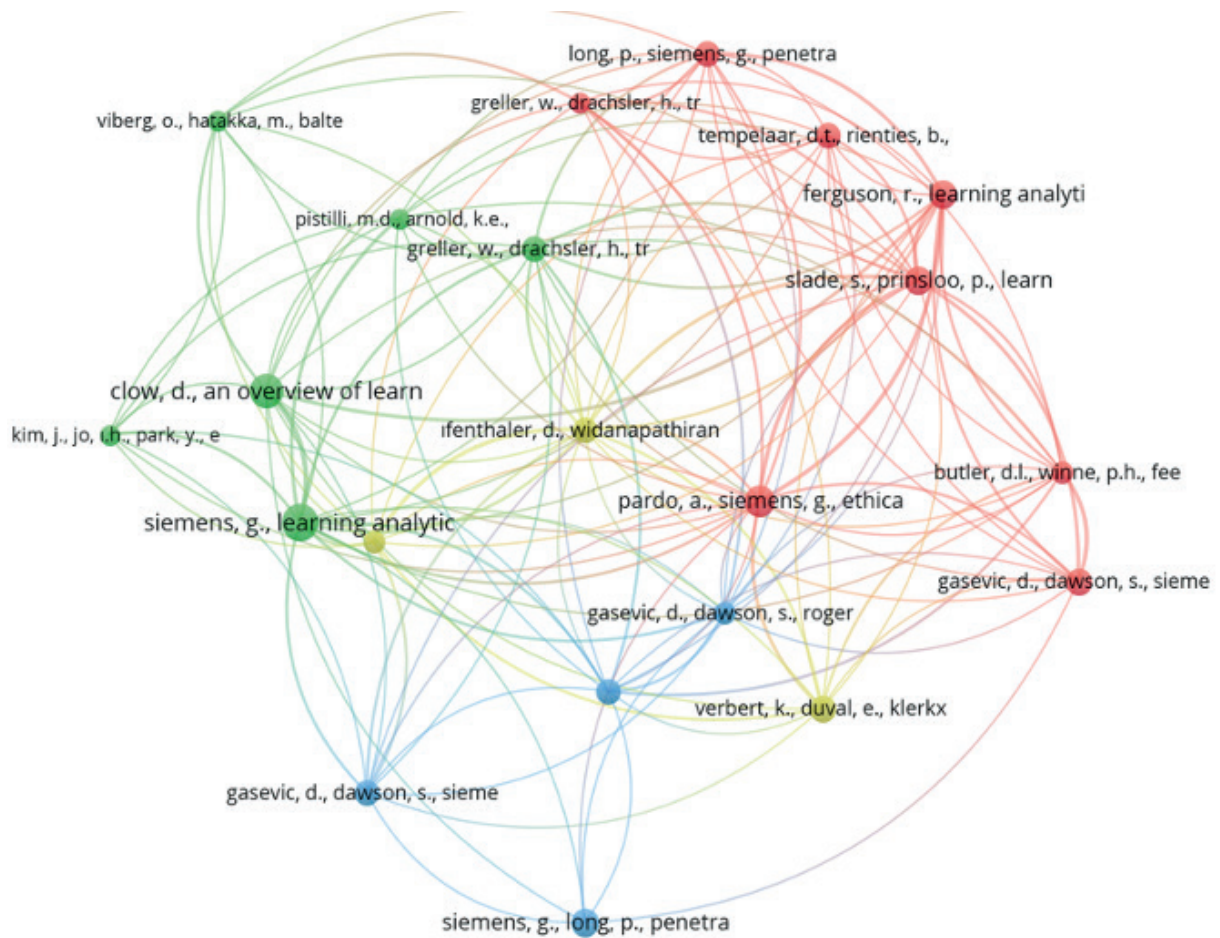 long, p., siemens, g., penetra
greller, w., drachsler, h., tr
viberg, o., hatakka, m., balte
tempelaar, d.t., rienties, b.,
ferguson, r., learning analyti
pistilli, m.d., arnold, k.e.,
greller, w., drachsler, h., tr
slade, s., prinsloo, p., learn
clow, d., an overview of learn
kim, j., jo, i.h., park, y., e
ifenthaler, d., widanapathiran
butler, d.l., winne, p.h., fee
pardo, a., siemens, g., ethica
siemens, g., learning analytic
gasevic, d., dawson, s., sieme
gasevic, d., dawson, s., roger
verbert, k., duval, e., klerkx
gasevic, d., dawson, s., sieme
siemens, g., long, p., penetra